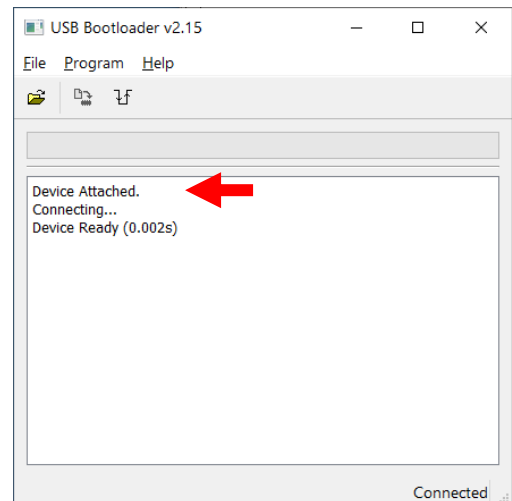 USB Bootloader v2.15
File Program Help
Device Attached.
Connecting...
Device Ready (0.002s)
Connected